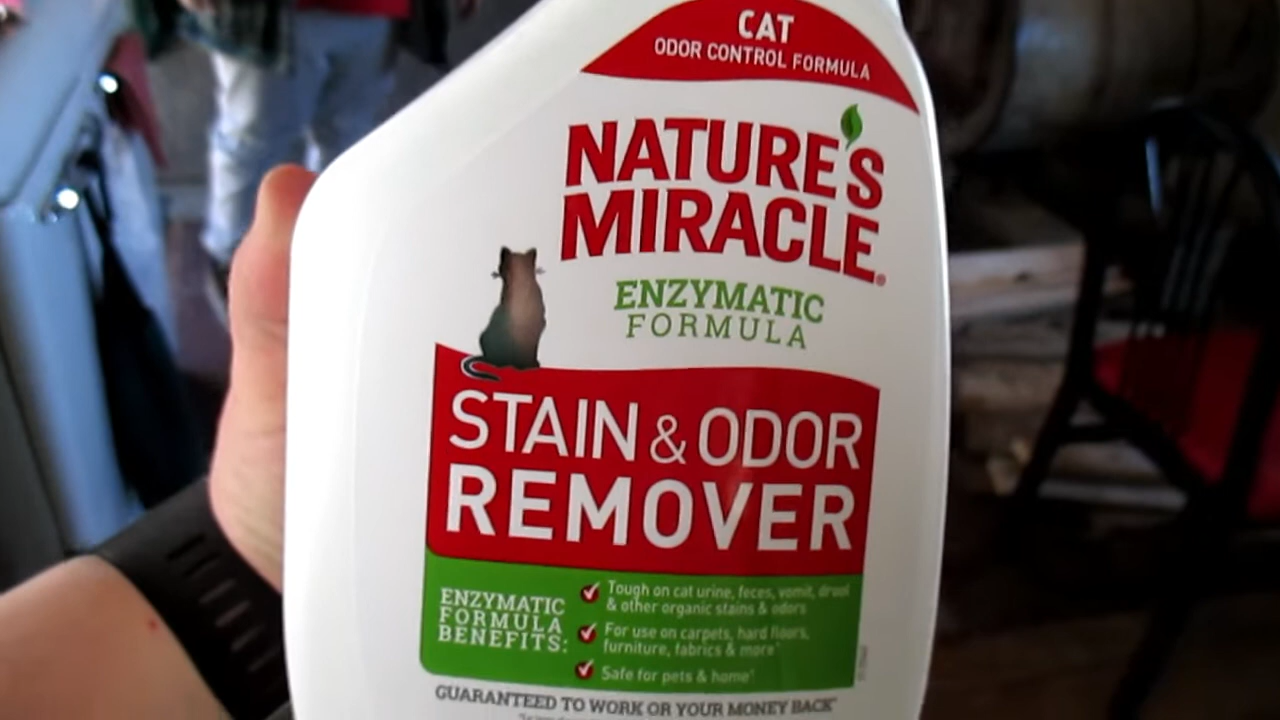 CAT
ODOR CONTROL FORMULA
NATURE'S
MIRACLE®
ENZYMATIC
FORMULA
STAIN & ODOR
REMOVER
ENZYMATIC
FORMULA
BENEFITS:
Tough on cat urine, feces, vomit, drool
& other organic stains & odors
For use on carpets, hard floors,
furniture, fabrics & more*
Safe for pets & home*
GUARANTEED TO WORK OR YOUR MONEY BACK*